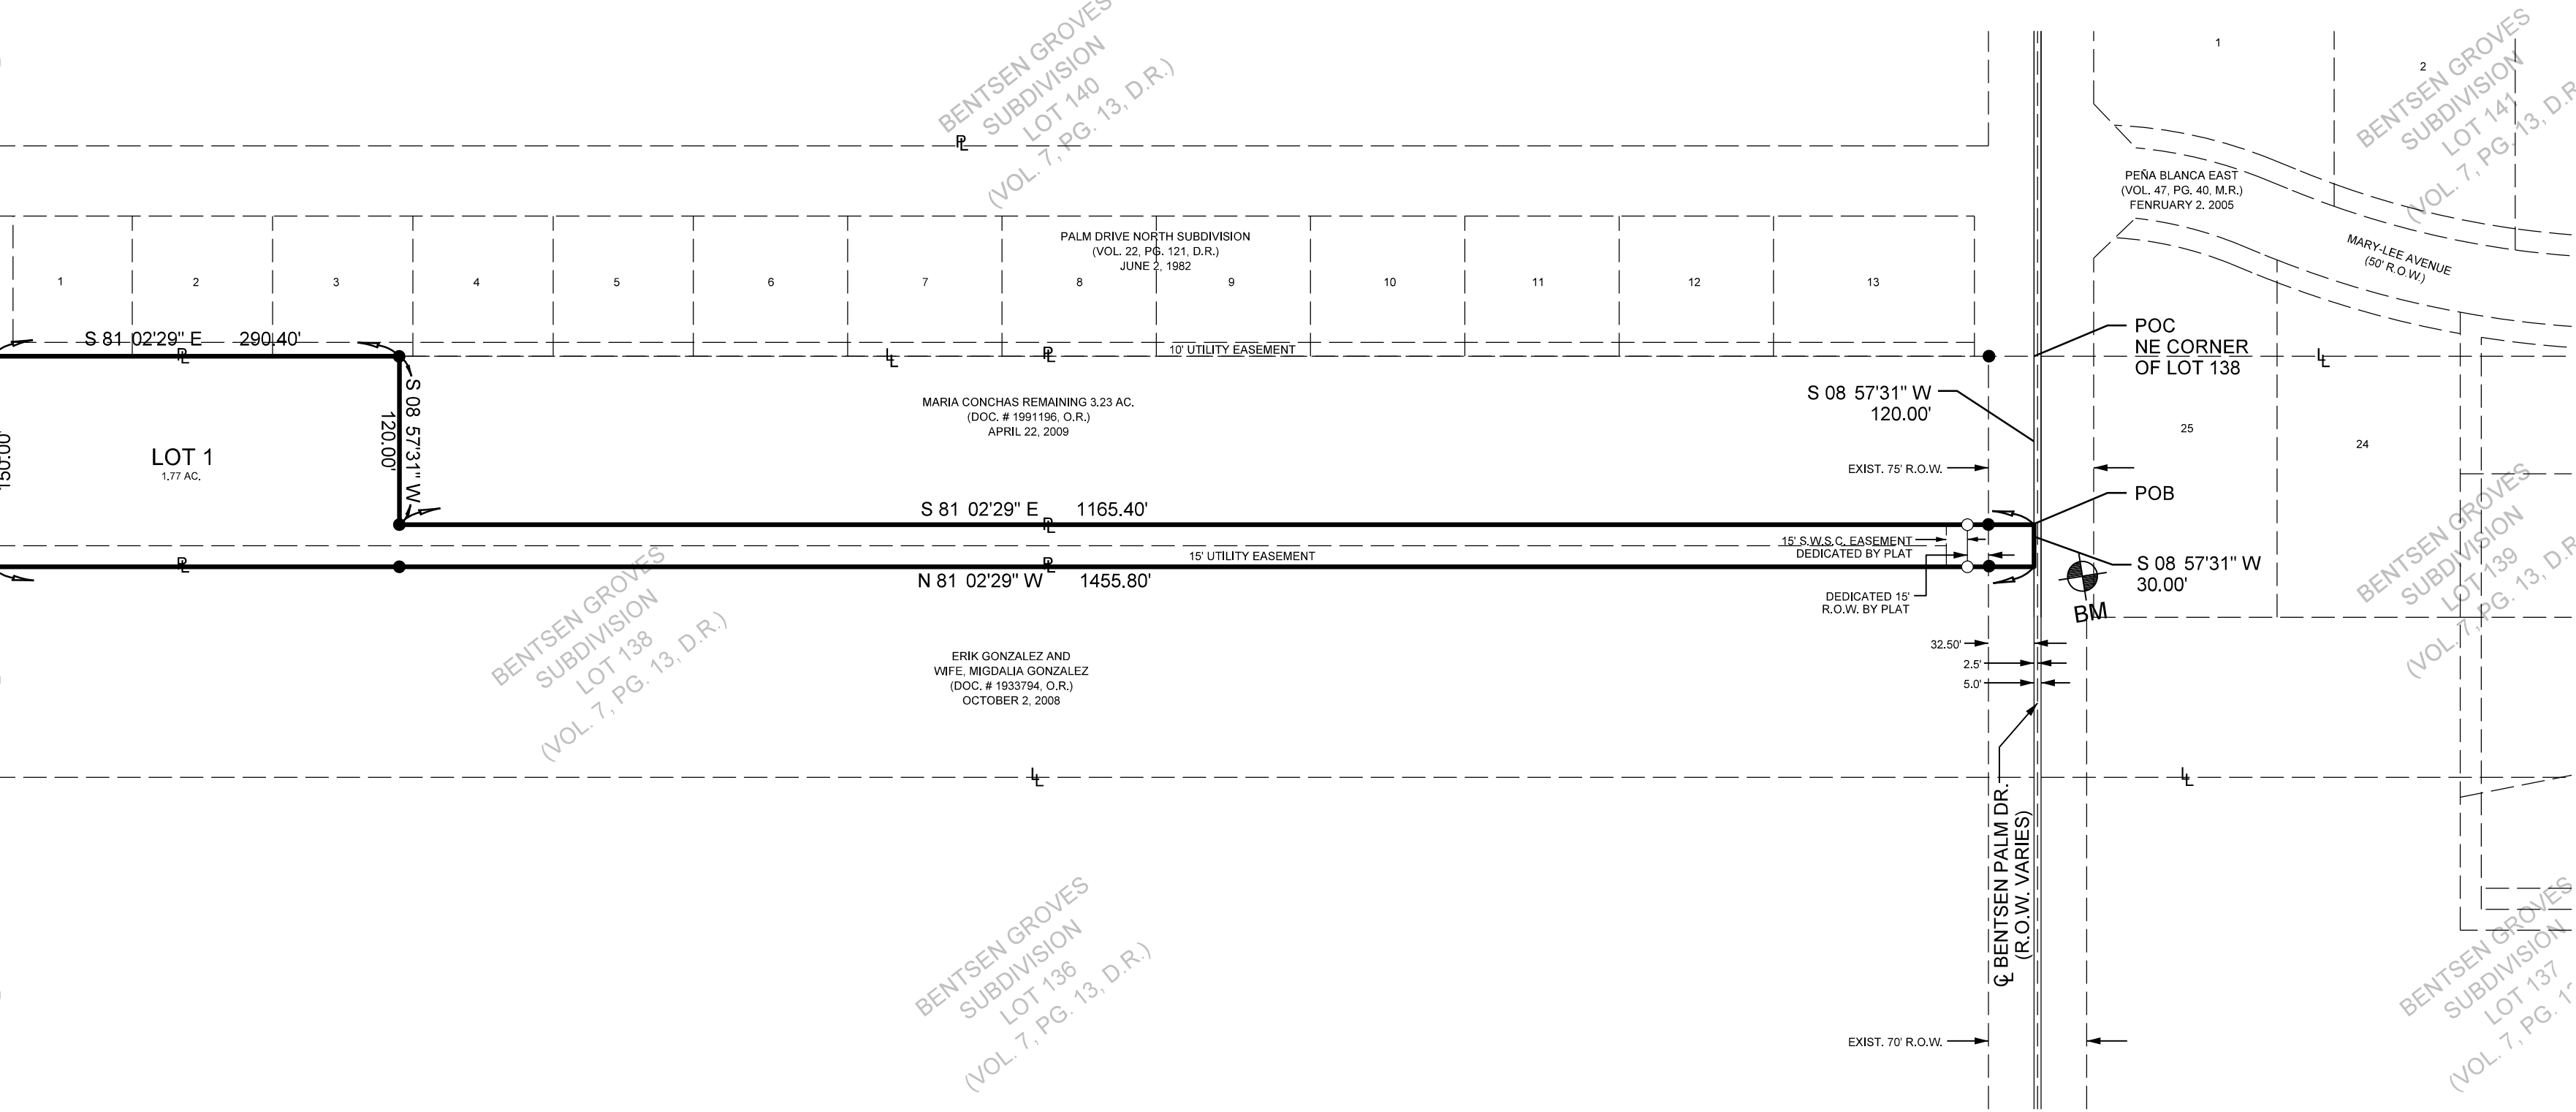 BENTSEN GROVES
SUBDIVISION
LOT 140
(VOL. 7, PG. 13, D.R.)
BENTSEN GROVES
SUBDIVISION
LOT 141
(VOL. 7, PG. 13, D.R
1
2
PEÑA BLANCA EAST
(VOL. 47, PG. 40, M.R.)
FENRUARY 2. 2005
MARY-LEE AVENUE
(50' R.O.W.)
PALM DRIVE NORTH SUBDIVISION
(VOL. 22, PG. 121, D.R.)
JUNE 2, 1982
1
2
3
4
5
6
7
8
9
10
11
12
13
S 81 02'29" E 290.40'
10' UTILITY EASEMENT
POC
NE CORNER
OF LOT 138
S 08 57'31" W
120.00'
MARIA CONCHAS REMAINING 3.23 AC.
(DOC. # 1991196, O.R.)
APRIL 22, 2009
S 08 57'31" W
120.00'
150.00'
LOT 1
1.77 AC.
25
24
EXIST. 75' R.O.W.
POB
S 81 02'29" E 1165.40'
15' S.W.S.C. EASEMENT
DEDICATED BY PLAT
15' UTILITY EASEMENT
N 81 02'29" W 1455.80'
S 08 57'31" W
30.00'
BM
DEDICATED 15'
R.O.W. BY PLAT
BENTSEN GROVES
SUBDIVISION
LOT 138
(VOL. 7, PG. 13, D.R.)
BENTSEN GROVES
SUBDIVISION
LOT 139
(VOL. 7, PG. 13, D.R
ERIK GONZALEZ AND
WIFE, MIGDALIA GONZALEZ
(DOC. # 1933794, O.R.)
OCTOBER 2, 2008
32.50'
2.5'
5.0'
℄ BENTSEN PALM DR.
(R.O.W. VARIES)
BENTSEN GROVES
SUBDIVISION
LOT 136
(VOL. 7, PG. 13, D.R.)
BENTSEN GROVES
SUBDIVISION
LOT 137
(VOL. 7, PG.
EXIST. 70' R.O.W.